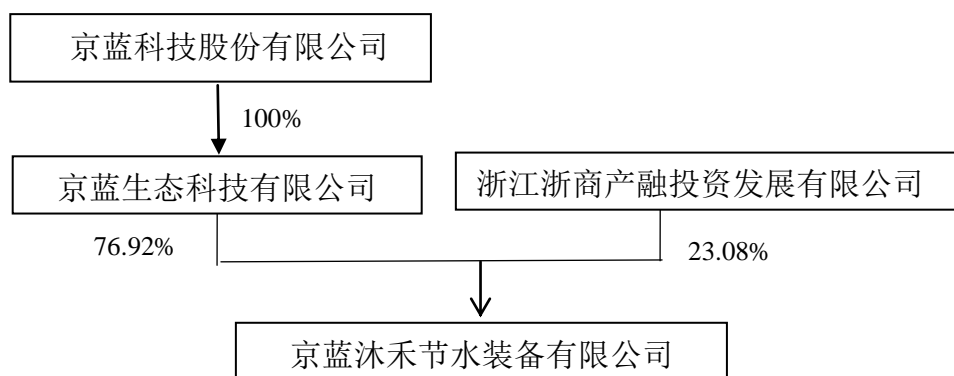 京蓝科技股份有限公司
100%
京蓝生态科技有限公司
浙江浙商产融投资发展有限公司
76.92%
23.08%
京蓝沐禾节水装备有限公司